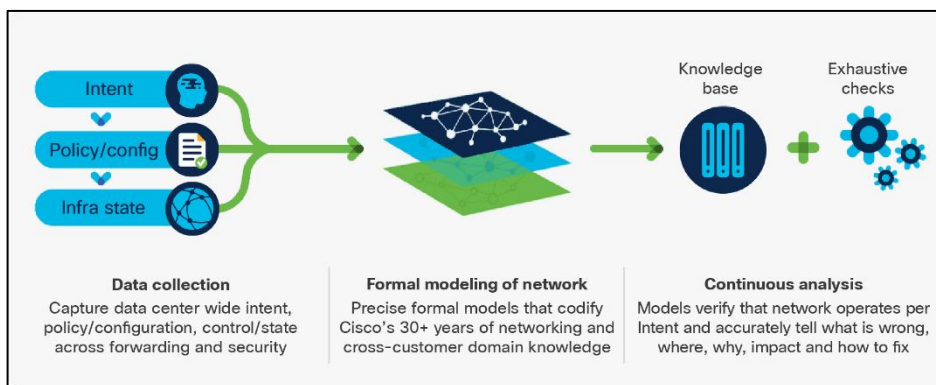 Intent
Policy/config
Infra state
Knowledge
base
Exhaustive
checks
Data collection
Capture data center wide intent,
policy/configuration, control/state
across forwarding and security
Formal modeling of network
Precise formal models that codify
Cisco's 30+ years of networking and
cross-customer domain knowledge
Continuous analysis
Models verify that network operates per
Intent and accurately tell what is wrong,
where, why, impact and how to fix